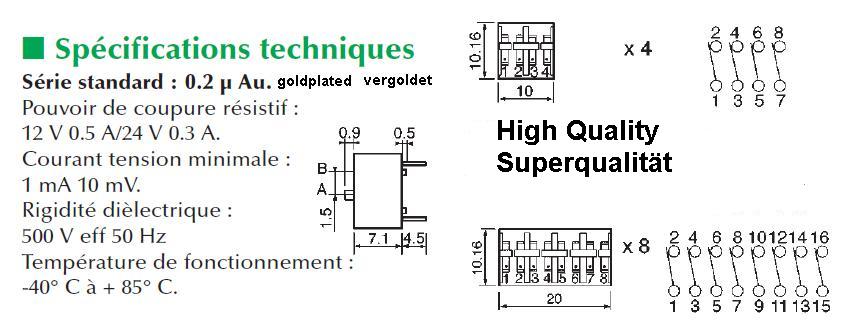 Spécifications techniques
Série standard : 0.2 µ Au. goldplated vergoldet
Pouvoir de coupure résistif :
12 V 0.5 A/24 V 0.3 A.
Courant tension minimale :
1 mA 10 mV.
Rigidité dièlectrique :
500 V eff 50 Hz
Température de fonctionnement :
-40° C à + 85° C.
0.9 0.5
B
A
1.5
7.1 4.5
10.16
1 2 3 4
10
x 4
2 4 6 8
1 3 5 7
High Quality
Superqualität
10.16
1 2 3 4 5 6 7 8
20
x 8
2 4 6 8 10 12 14 16
1 3 5 7 9 11 13 15